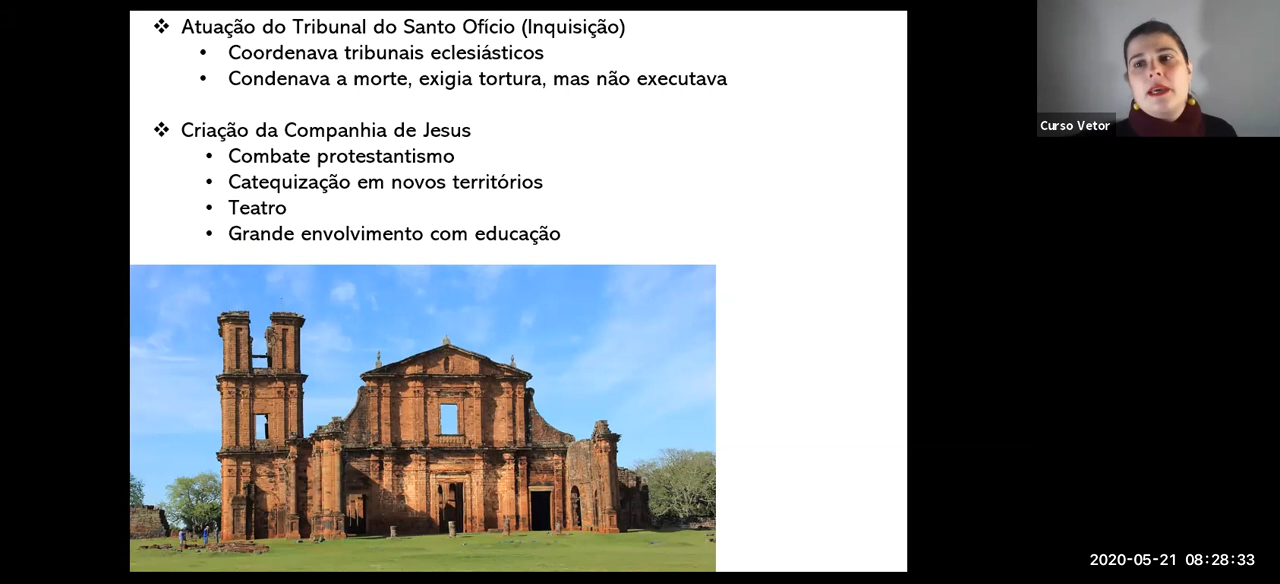 ❖ Atuação do Tribunal do Santo Ofício (Inquisição)
• Coordenava tribunais eclesiásticos
• Condenava a morte, exigia tortura, mas não executava
❖ Criação da Companhia de Jesus
• Combate protestantismo
• Catequização em novos territórios
• Teatro
• Grande envolvimento com educação
Curso Vetor
2020-05-21 08:28:33